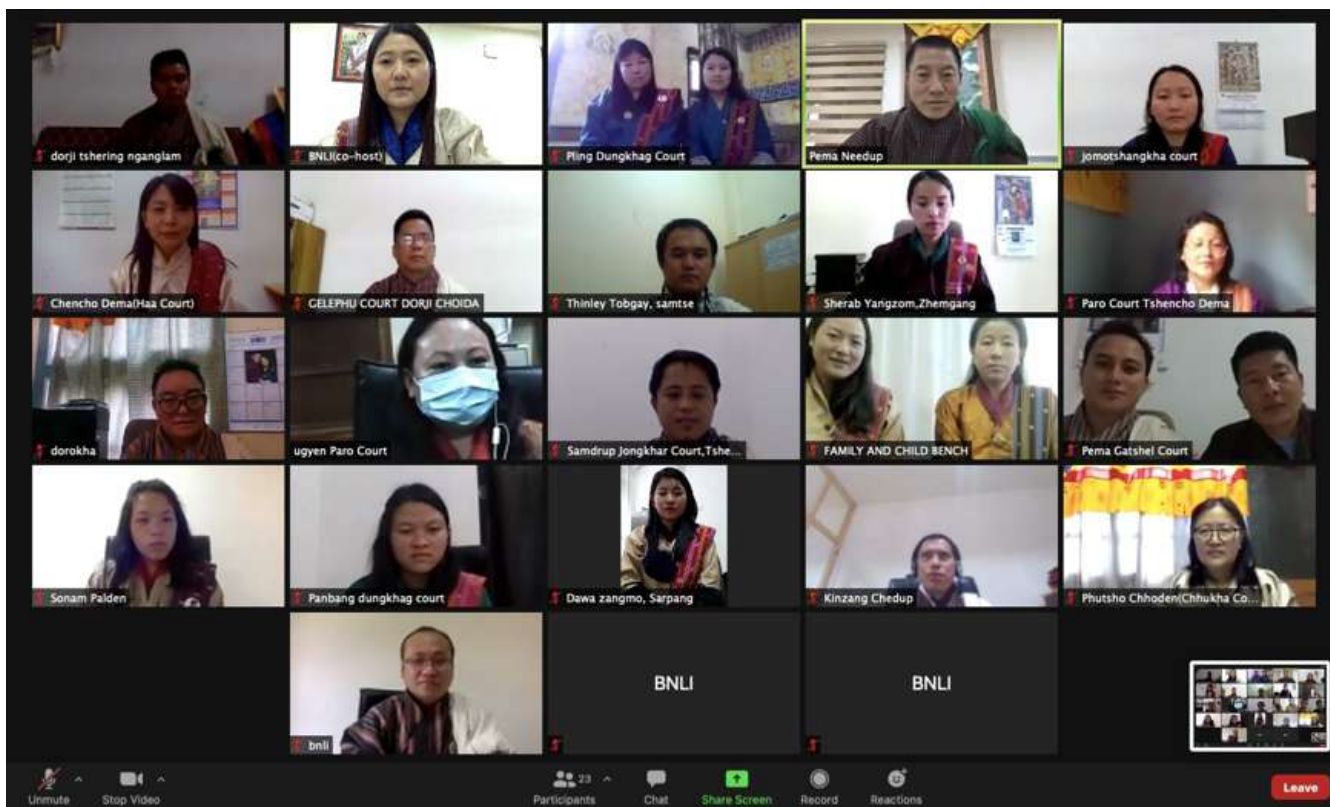 dorji tshering nganglam
BNLI(co-host)
Pling Dungkhag Court
Pema Needup
jomotshangkha court
Chencho Dema(Haa Court)
GELEPHU COURT DORJI CHOIDA
Thinley Tobgay, samtse
Sherab Yangzom,Zhemgang
Paro Court Tshencho Dema
dorokha
ugyen Paro Court
Samdrup Jongkhar Court,Tshe...
FAMILY AND CHILD BENCH
Pema Gatshel Court
Sonam Palden
Panbang dungkhag court
Dawa zangmo, Sarpang
Kinzang Chedup
Phutsho Chhoden(Chhukha Co...
bnli
BNLI
BNLI
Unmute
Stop Video
23
Participants
Chat
Share Screen
Record
Reactions
Leave